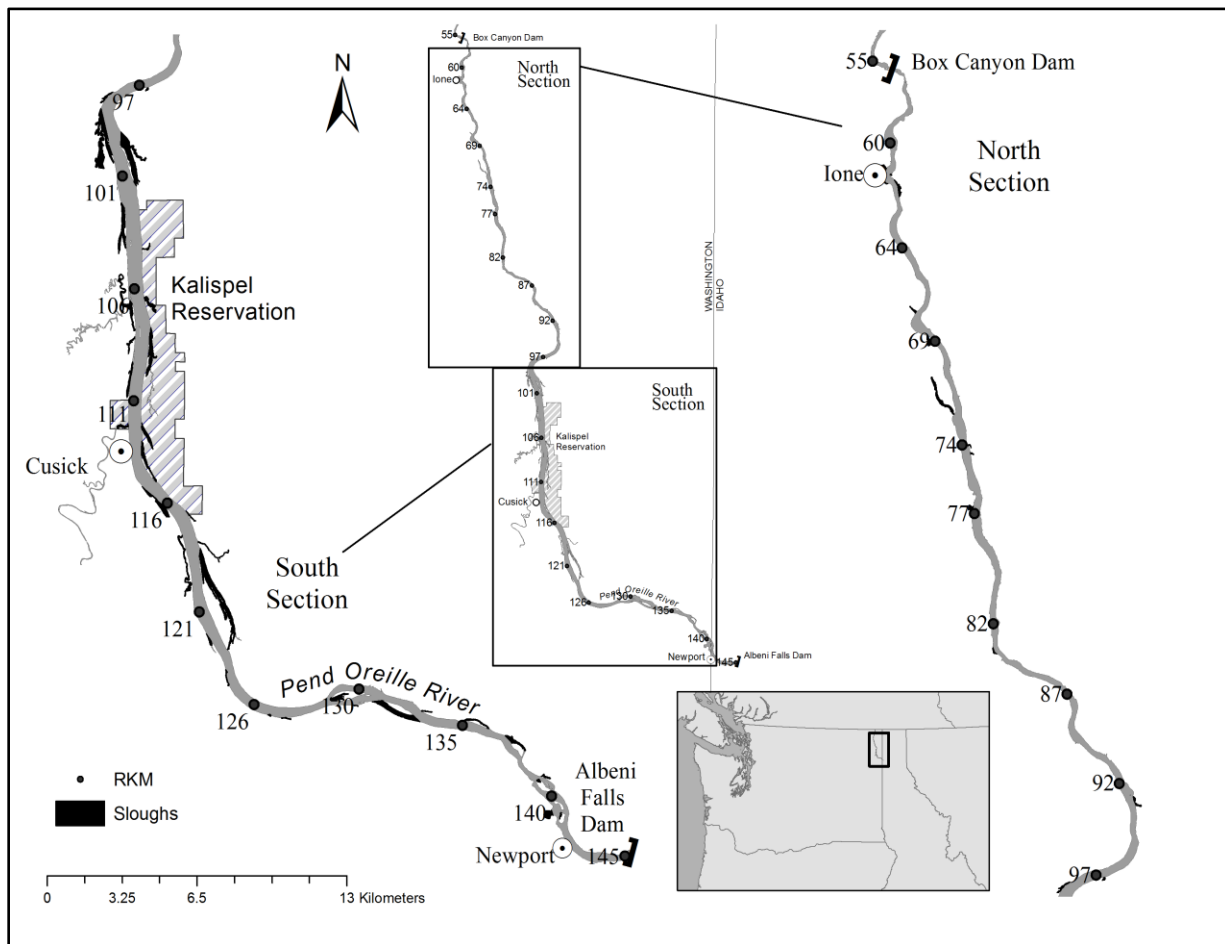 97
101
106
111
Cusick
116
121
126
130
135
140
145
Kalispel
Reservation
South
Section
Pend Oreille River
Albeni
Falls
Dam
Newport
RKM
Sloughs
0 3.25 6.5 13 Kilometers
N
55
Box Canyon Dam
60
Ione
North
Section
64
69
74
77
82
87
92
97
WASHINGTON
IDAHO
South
Section
101
106
Kalispel
Reservation
111
Cusick
116
121
126
130
Pend Oreille River
135
140
Newport
145
Albeni Falls Dam
55
Box Canyon Dam
60
Ione
North
Section
64
69
74
77
82
87
92
97